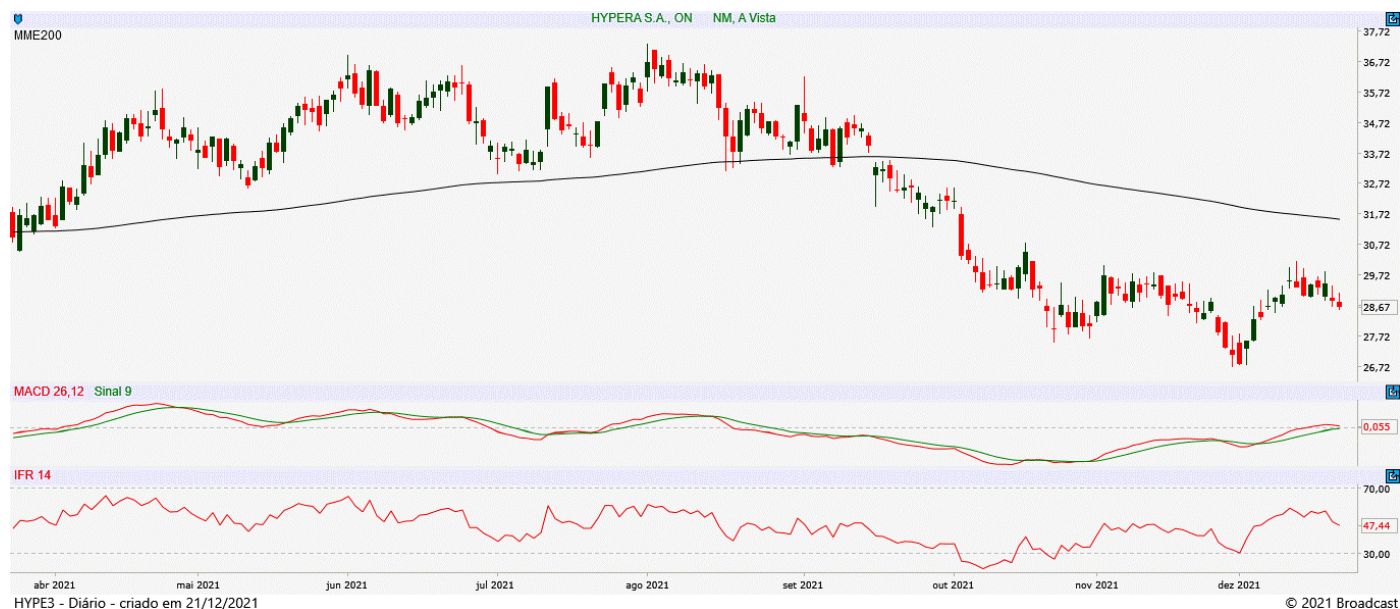 HYPERA S.A., ON NM, A Vista
MME200
37,72
36,72
35,72
34,72
33,72
32,72
31,72
30,72
29,72
28,67
27,72
26,72
MACD 26,12 Sinal 9
0,055
IFR 14
70,00
47,44
30,00
abr 2021 mai 2021 jun 2021 jul 2021 ago 2021 set 2021 out 2021 nov 2021 dez 2021
HYPE3 - Diário - criado em 21/12/2021 © 2021 Broadcast